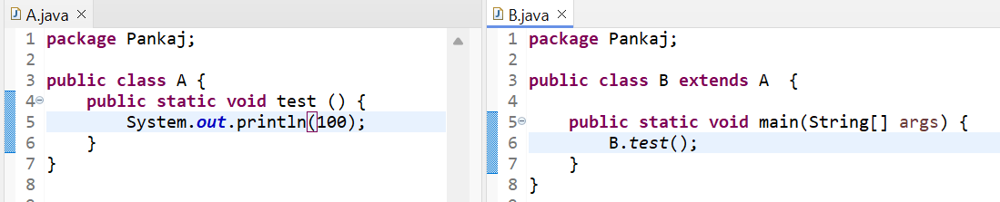 A.java
1 package Pankaj;
2
3 public class A {
4 public static void test () {
5 System.out.println(100);
6 }
7 }
8
B.java
1 package Pankaj;
2
3 public class B extends A  {
4
5 public static void main(String[] args) {
6 B.test();
7 }
8 }